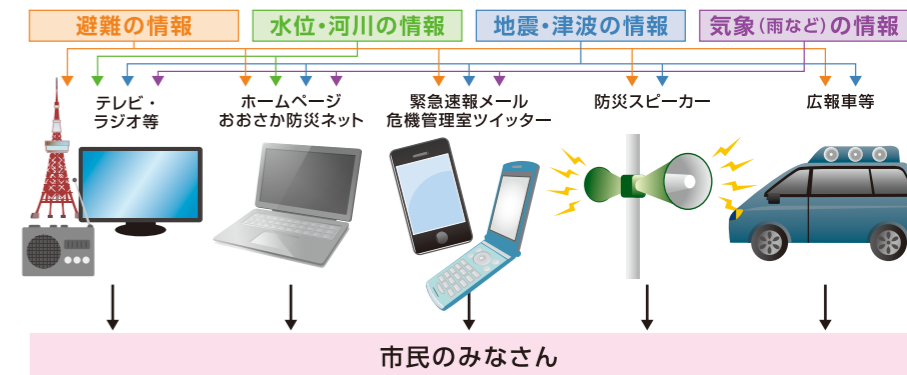 避難の情報
水位・河川の情報
地震・津波の情報
気象（雨など）の情報
テレビ・
ラジオ等
ホームページ
おおさか防災ネット
緊急速報メール
危機管理室ツイッター
防災スピーカー
広報車等
市民のみなさん